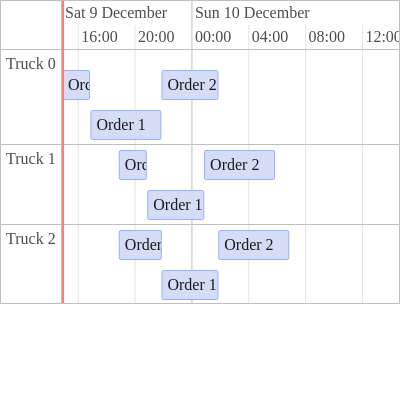 Sat 9 December
Sun 10 December
16:00
20:00
00:00
04:00
08:00
12:00
Truck 0
Ord
Order 2
Order 1
Truck 1
Ord
Order 2
Order 1
Truck 2
Order
Order 2
Order 1